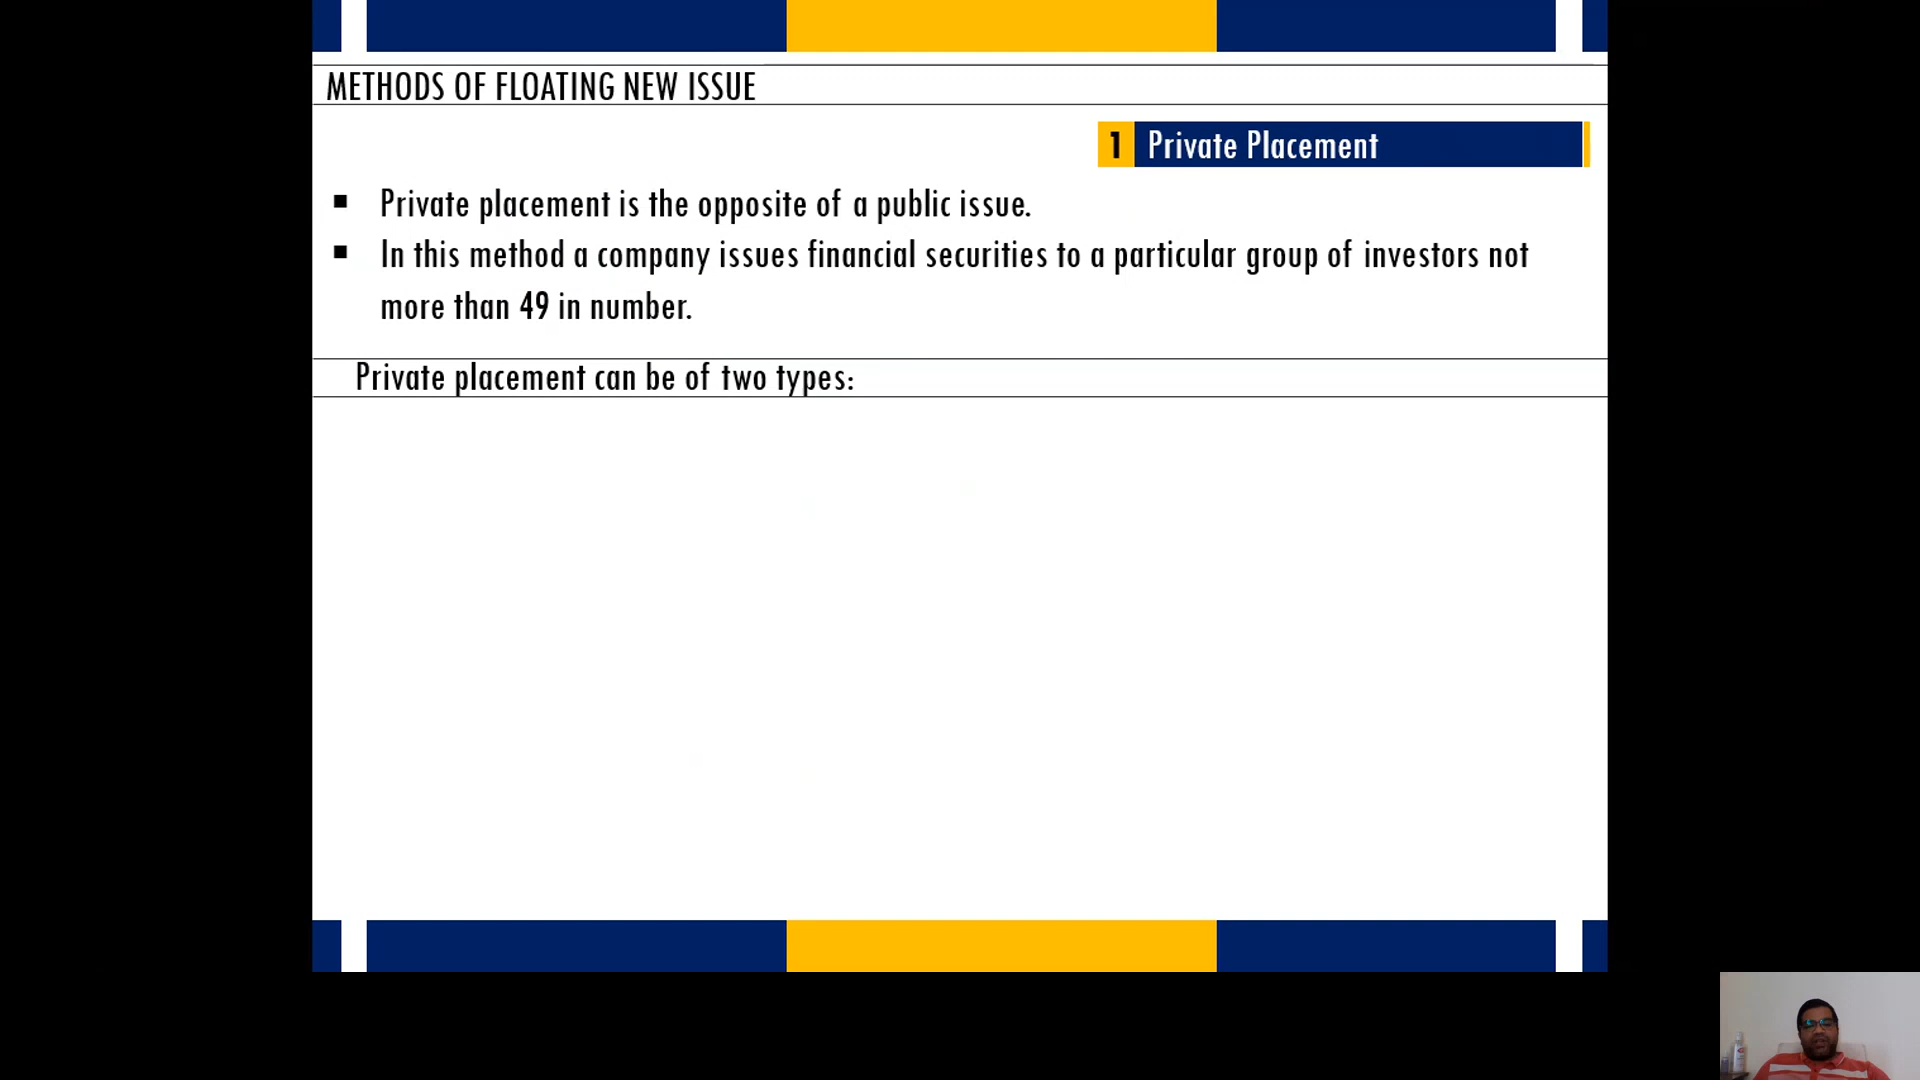 METHODS OF FLOATING NEW ISSUE
1 Private Placement
▪ Private placement is the opposite of a public issue.
▪ In this method a company issues financial securities to a particular group of investors not
more than 49 in number.
Private placement can be of two types: